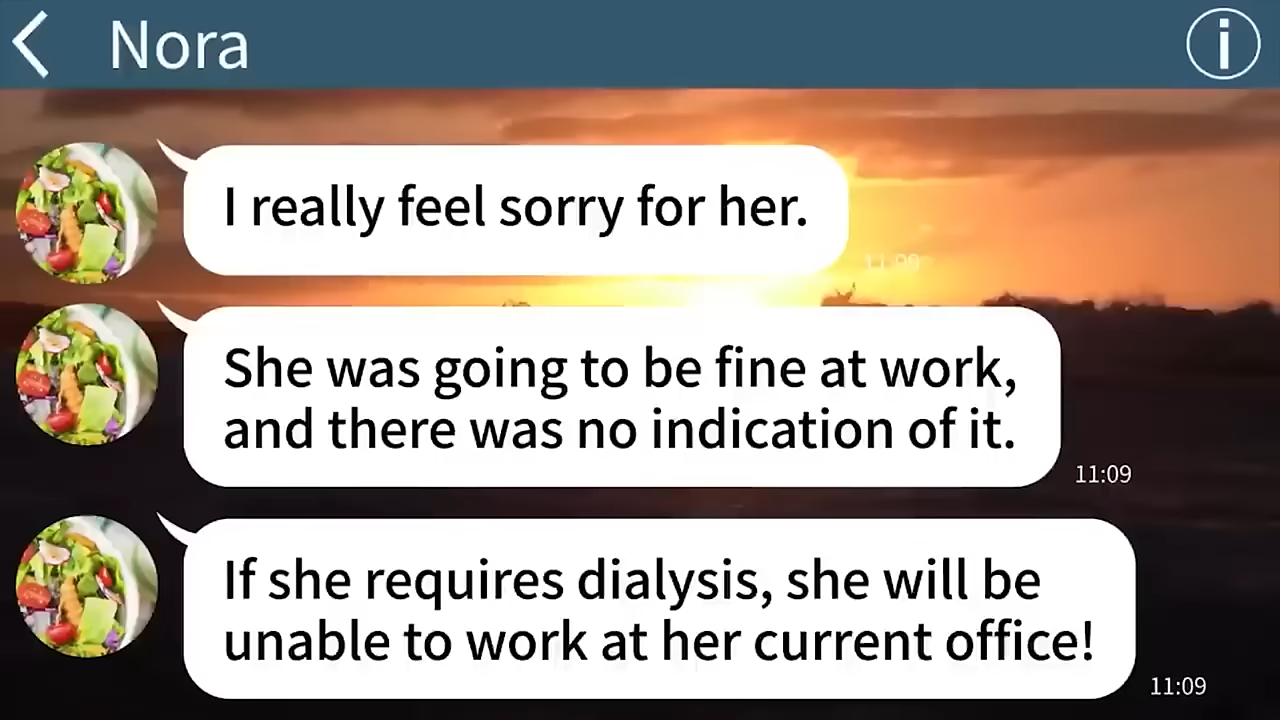 Nora
I really feel sorry for her.
11:09
She was going to be fine at work,
and there was no indication of it.
11:09
If she requires dialysis, she will be
unable to work at her current office!
11:09